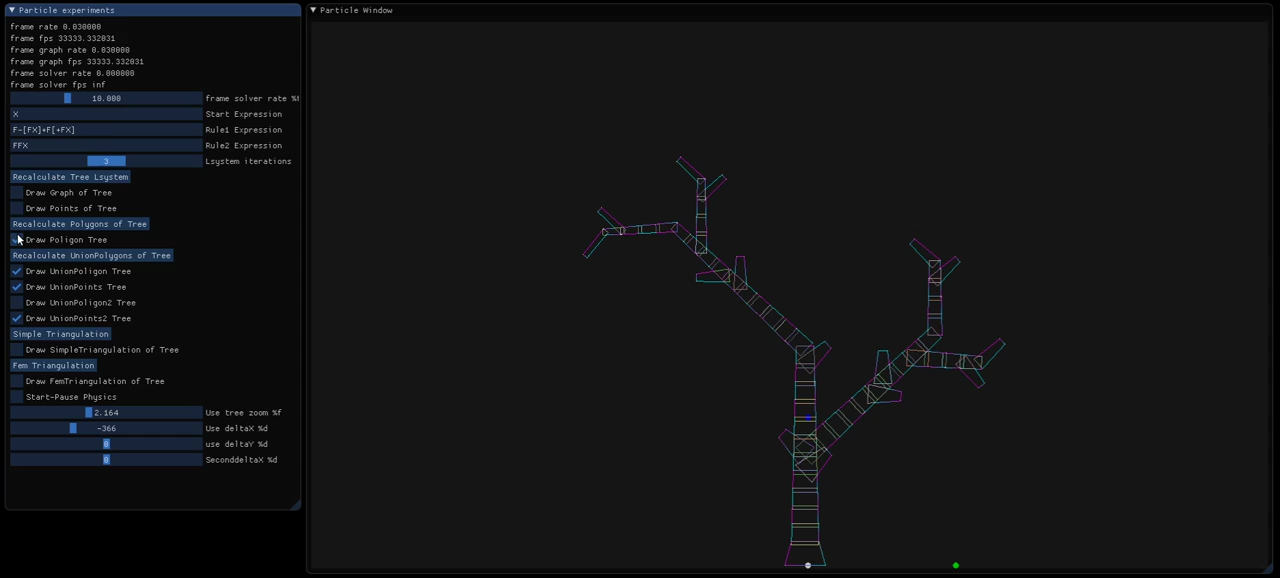 Particle experiments
frame rate 0.030000
frame fps 33333.332031
frame graph rate 0.030000
frame graph fps 33333.332031
frame solver rate 0.000000
frame solver fps inf
10.000 frame solver rate %f
X Start Expression
F-[FX]+F[+FX] Rule1 Expression
FFX Rule2 Expression
3 Lsystem iterations
Recalculate Tree Lsystem
Draw Graph of Tree
Draw Points of Tree
Recalculate Polygons of Tree
Draw Poligon Tree
Recalculate UnionPolygons of Tree
Draw UnionPoligon Tree
Draw UnionPoints Tree
Draw UnionPoligon2 Tree
Draw UnionPoints2 Tree
Simple Triangulation
Draw SimpleTriangulation of Tree
Fem Triangulation
Draw FemTriangulation of Tree
Start-Pause Physics
2.164 Use tree zoom %f
-366 Use deltaX %d
0 use deltaY %d
0 SeconddeltaX %d
Particle Window